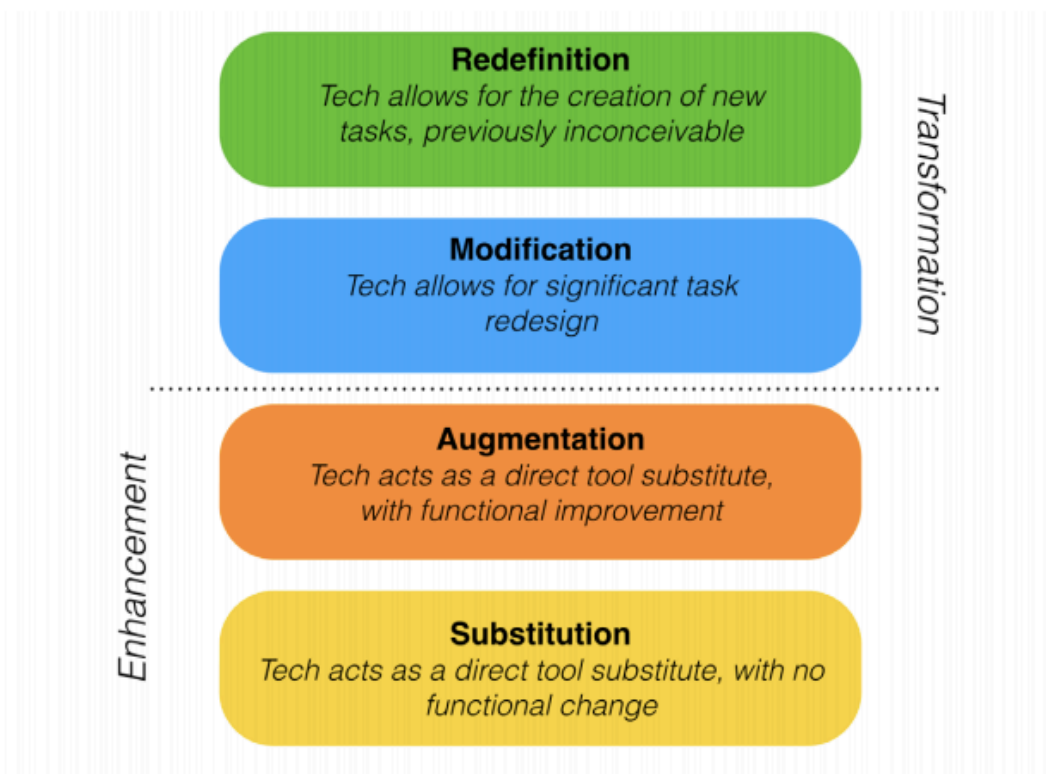 Redefinition
Tech allows for the creation of new
tasks, previously inconceivable
Transformation
Modification
Tech allows for significant task
redesign
Augmentation
Tech acts as a direct tool substitute,
with functional improvement
Enhancement
Substitution
Tech acts as a direct tool substitute, with no
functional change